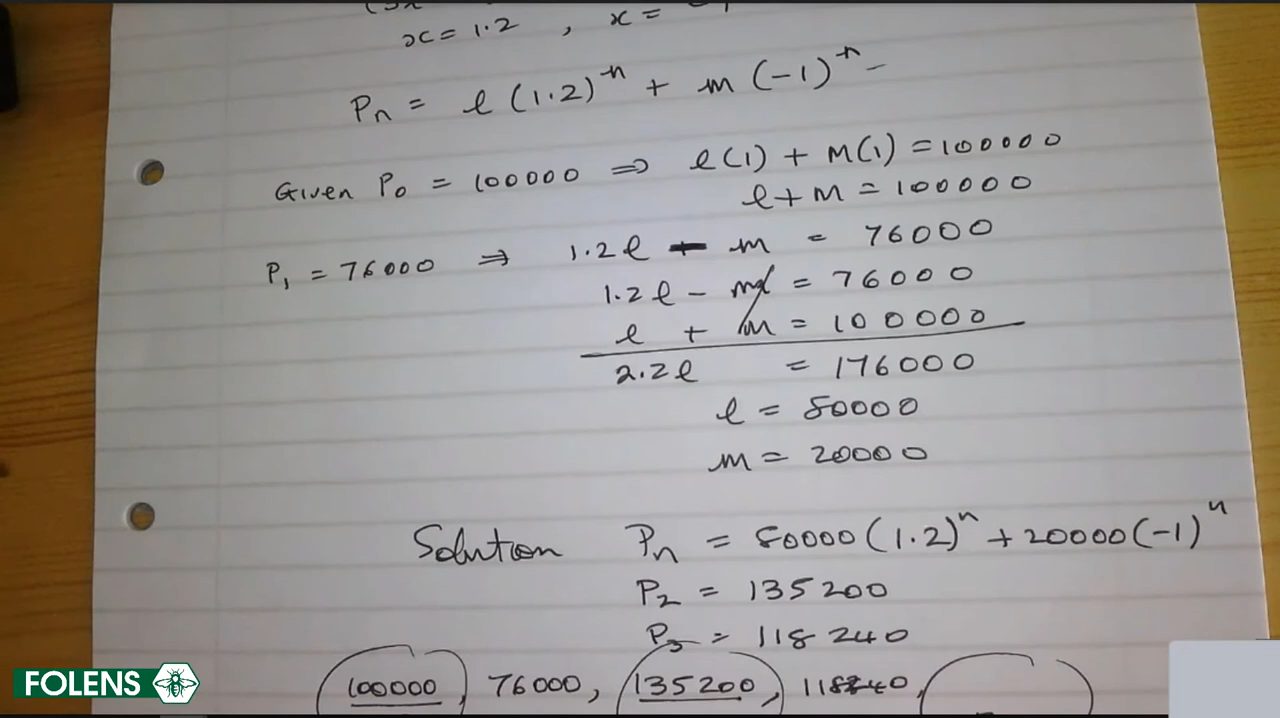 x = 1.2 , x =
Pn = l (1.2)^n + m (-1)^n –
Given P0 = 100000 ⇒ l(1) + M(1) = 100000
l + M = 100000
P1 = 76000 ⇒ 1.2l - m = 76000
1.2l - m = 76000
l + m = 100000
2.2l = 176000
l = 80000
m = 20000
Solution Pn = 80000(1.2)^n + 20000(-1)^n
P2 = 135200
P3 = 118240
100000, 76000, 135200, 118240,
FOLENS